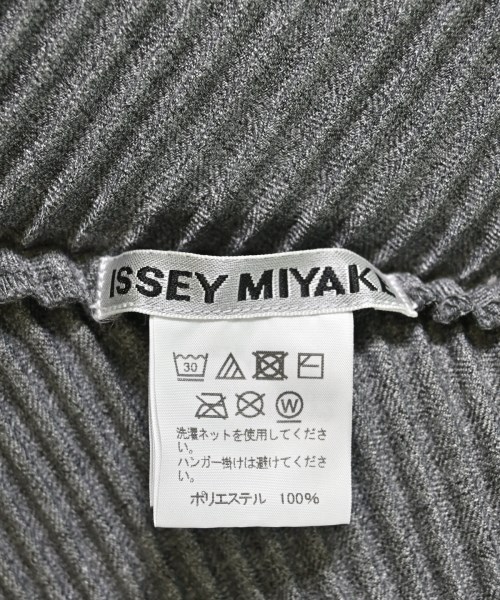 ISSEY MIYAKE
30
W
洗濯ネットを使用してくださ
い。
ハンガー掛けは避けてくださ
い。
ポリエステル 100%